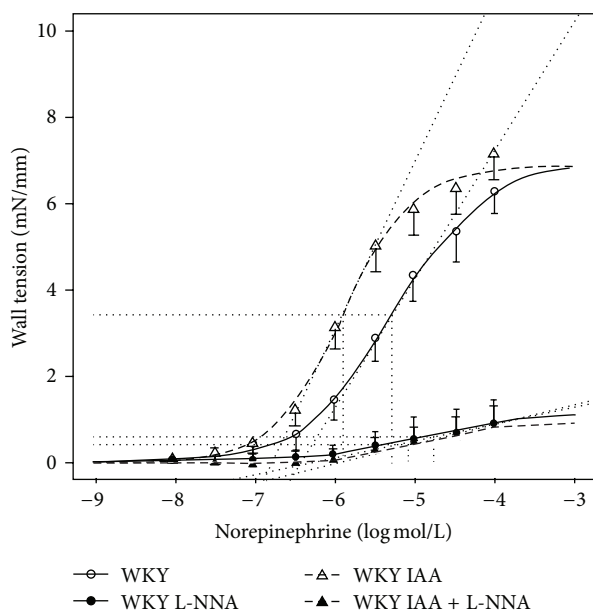 Wall tension (mN/mm)
10
8
6
4
2
0
−9 −8 −7 −6 −5 −4 −3
Norepinephrine (log mol/L)
WKY WKY IAA
WKY L-NNA WKY IAA + L-NNA